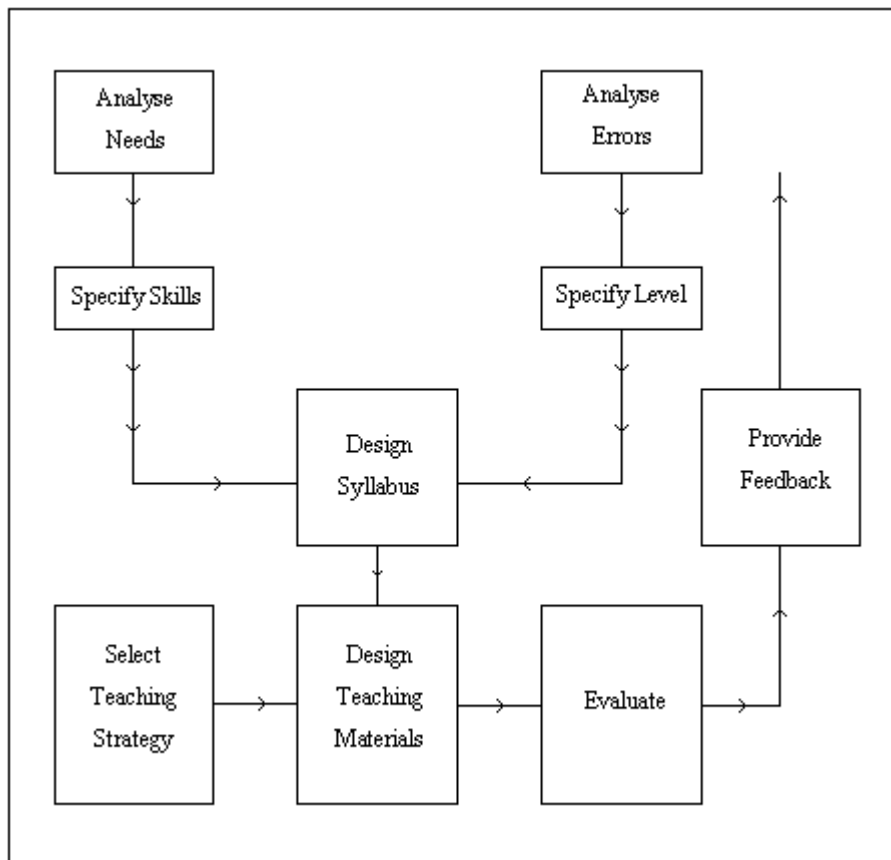 Analyse
Needs
Analyse
Errors
Specify Skills
Specify Level
Design
Syllabus
Provide
Feedback
Select
Teaching
Strategy
Design
Teaching
Materials
Evaluate